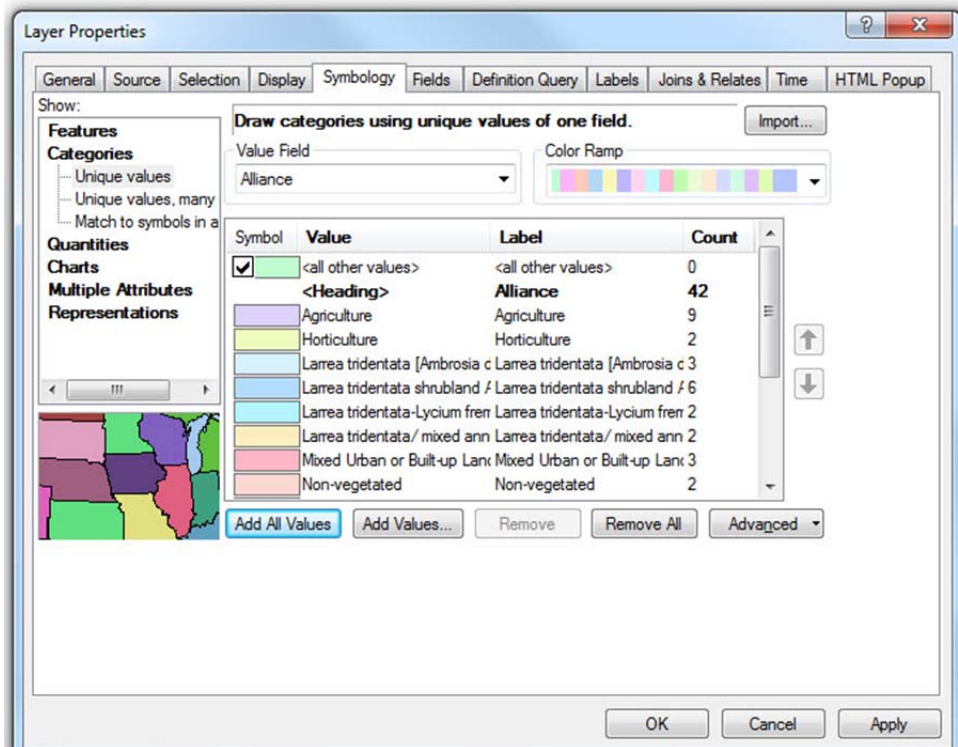 Layer Properties
General Source Selection Display Symbology Fields Definition Query Labels Joins & Relates Time HTML Popup
Show:
Features
Categories
Unique values
Unique values, many
Match to symbols in a
Quantities
Charts
Multiple Attributes
Representations
Draw categories using unique values of one field.
Import...
Value Field
Alliance
Color Ramp
Symbol Value Label Count
<all other values> <all other values> 0
<Heading> Alliance 42
Agriculture Agriculture 9
Horticulture Horticulture 2
Larrea tridentata [Ambrosia d Larrea tridentata [Ambrosia d 3
Larrea tridentata shrubland A Larrea tridentata shrubland A 6
Larrea tridentata-Lycium frem Larrea tridentata-Lycium frem 2
Larrea tridentata/ mixed ann Larrea tridentata/ mixed ann 2
Mixed Urban or Built-up Land Mixed Urban or Built-up Land 3
Non-vegetated Non-vegetated 2
Add All Values Add Values... Remove Remove All Advanced
OK Cancel Apply